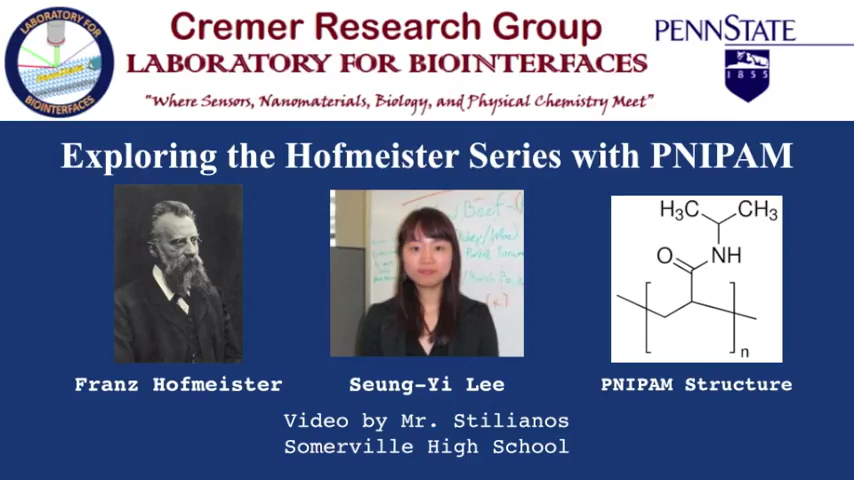 LABORATORY FOR
BIOINTERFACES
Cremer Research Group
LABORATORY FOR BIOINTERFACES
"Where Sensors, Nanomaterials, Biology, and Physical Chemistry Meet"
PENNSTATE
1855
Exploring the Hofmeister Series with PNIPAM
H3C
CH3
O
NH
n
Franz Hofmeister
Seung-Yi Lee
PNIPAM Structure
Video by Mr. Stilianos
Somerville High School